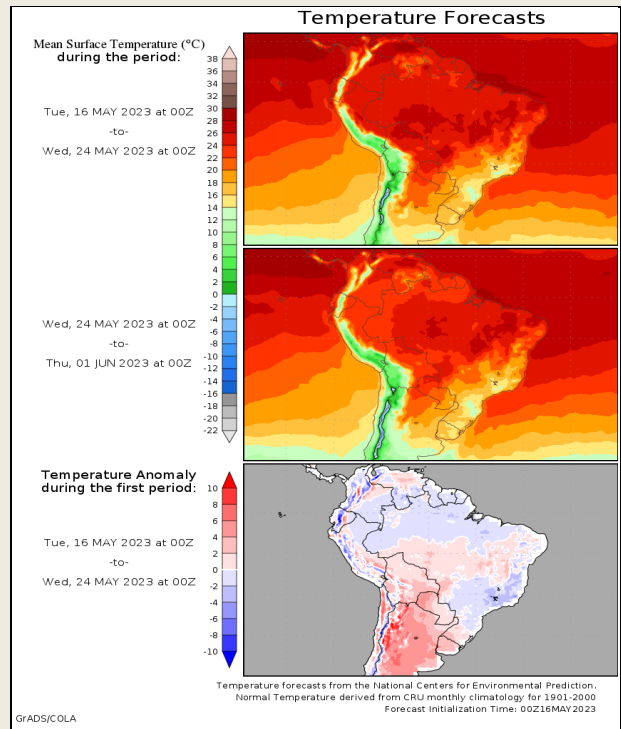 Temperature Forecasts
Mean Surface Temperature (°C)
during the period:
Tue, 16 MAY 2023 at 00Z
-to-
Wed, 24 MAY 2023 at 00Z
38
36
34
32
30
28
26
24
22
20
18
16
14
12
10
8
6
4
2
0
-2
-4
-6
-8
-10
-12
-14
-16
-18
-20
-22
Wed, 24 MAY 2023 at 00Z
-to-
Thu, 01 JUN 2023 at 00Z
Temperature Anomaly
during the first period:
Tue, 16 MAY 2023 at 00Z
-to-
Wed, 24 MAY 2023 at 00Z
10
8
6
4
2
0
-2
-4
-6
-8
-10
Temperature forecasts from the National Centers for Environmental Prediction.
Normal Temperature derived from CRU monthly climatology for 1901-2000
Forecast Initialization Time: 00Z16MAY2023
GrADS/COLA